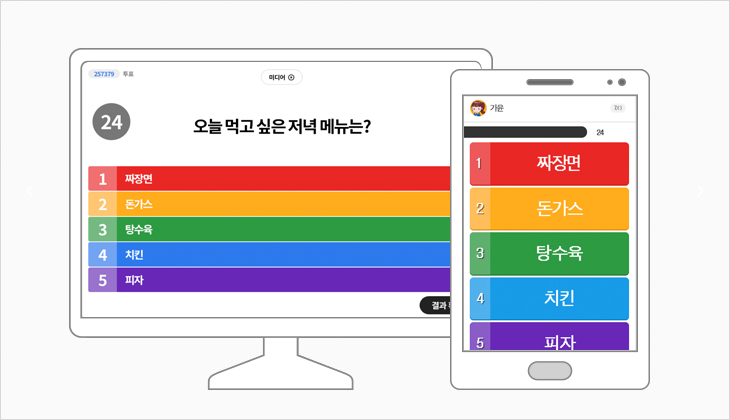 257379 투표
미디어
24
오늘 먹고 싶은 저녁 메뉴는?
1 짜장면
2 돈가스
3 탕수육
4 치킨
5 피자
결과
가윤
24
1 짜장면
2 돈가스
3 탕수육
4 치킨
5 피자